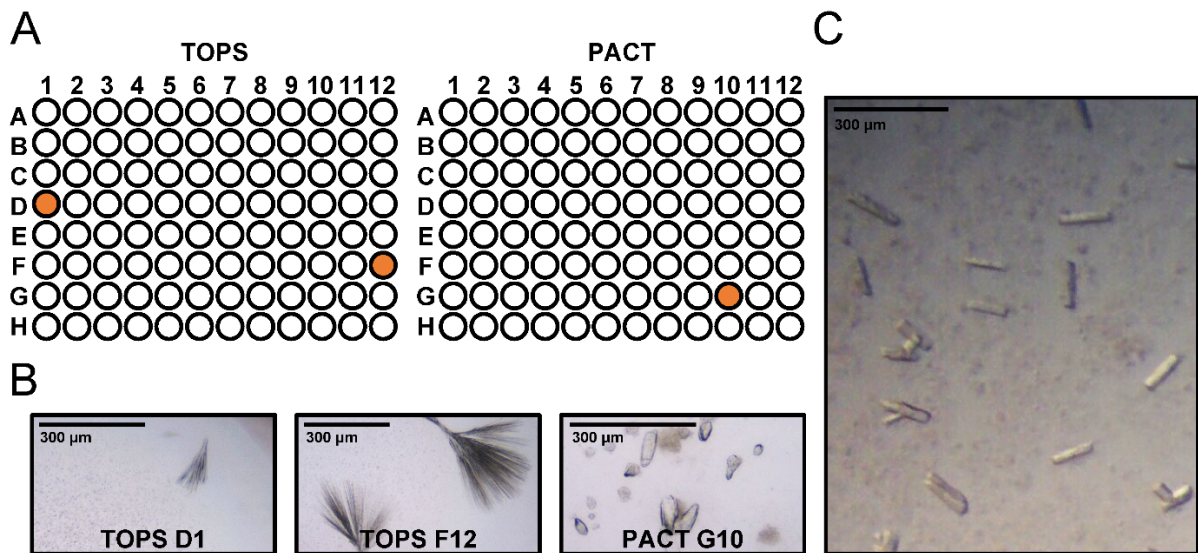 A
TOPS
1 2 3 4 5 6 7 8 9 10 11 12
A
B
C
D
E
F
G
H
PACT
1 2 3 4 5 6 7 8 9 10 11 12
A
B
C
D
E
F
G
H
B
300 µm
TOPS D1
300 µm
TOPS F12
300 µm
PACT G10
C
300 µm